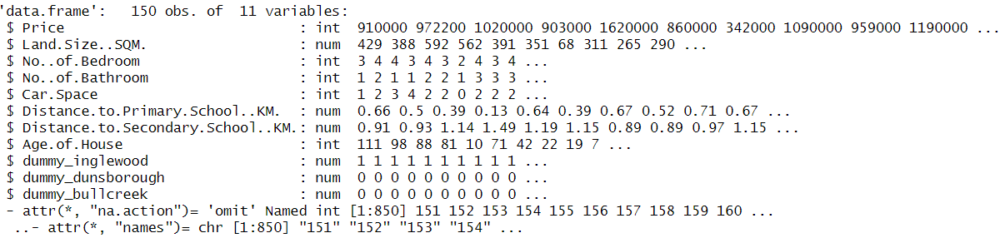 'data.frame':   150 obs. of  11 variables:
 $ Price                            : int  910000 972200 1020000 903000 1620000 860000 342000 1090000 959000 1190000 ...
 $ Land.Size..SQM.                  : num  429 388 592 562 391 351 68 311 265 290 ...
 $ No..of.Bedroom                   : int  3 4 4 3 4 3 2 4 3 4 ...
 $ No..of.Bathroom                  : int  1 2 1 1 2 2 1 3 3 3 ...
 $ Car.Space                        : int  1 2 3 4 2 2 0 2 2 2 ...
 $ Distance.to.Primary.School..KM.  : num  0.66 0.5 0.39 0.13 0.64 0.39 0.67 0.52 0.71 0.67 ...
 $ Distance.to.Secondary.School..KM.: num  0.91 0.93 1.14 1.49 1.19 1.15 0.89 0.89 0.97 1.15 ...
 $ Age.of.House                     : int  111 98 88 81 10 71 42 22 19 7 ...
 $ dummy_inglewood                  : num  1 1 1 1 1 1 1 1 1 1 ...
 $ dummy_dunsborough                : num  0 0 0 0 0 0 0 0 0 0 ...
 $ dummy_bullcreek                  : num  0 0 0 0 0 0 0 0 0 0 ...
 - attr(*, "na.action")= 'omit' Named int [1:850] 151 152 153 154 155 156 157 158 159 160 ...
  ..- attr(*, "names")= chr [1:850] "151" "152" "153" "154" ...